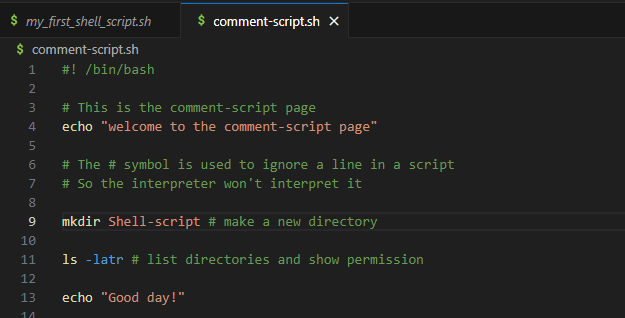 $ my_first_shell_script.sh $ comment-script.sh ×
$ comment-script.sh
1 #! /bin/bash
2
3 # This is the comment-script page
4 echo "welcome to the comment-script page"
5
6 # The # symbol is used to ignore a line in a script
7 # So the interpreter won't interpret it
8
9 mkdir Shell-script # make a new directory
10
11 ls -latr # list directories and show permission
12
13 echo "Good day!"
14